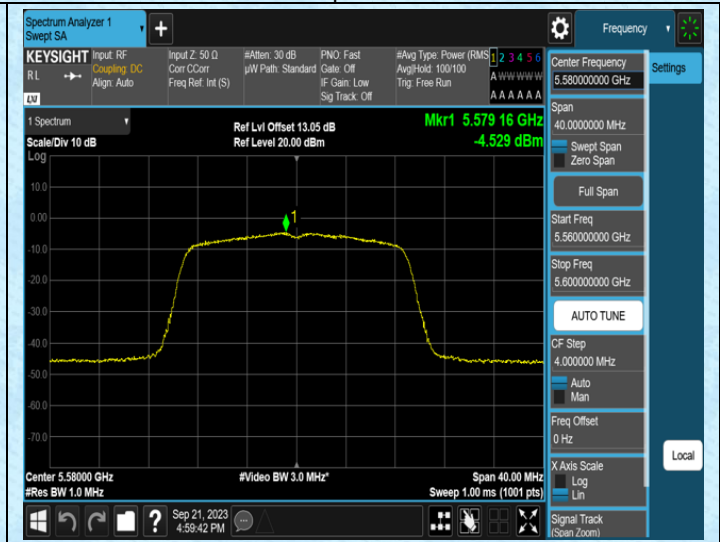 Spectrum Analyzer 1
Swept SA
+
Frequency
KEYSIGHT
RL
LXI
Input: RF
Coupling: DC
Align: Auto
Input Z: 50 Ω
Corr CCorr
Freq Ref: Int (S)
#Atten: 30 dB
µW Path: Standard
PNO: Fast
Gate: Off
IF Gain: Low
Sig Track: Off
#Avg Type: Power (RMS
Avg|Hold: 100/100
Trig: Free Run
1 2 3 4 5 6
A W W W W W
A A A A A A
1 Spectrum
Scale/Div 10 dB
Log
Ref Lvl Offset 13.05 dB
Ref Level 20.00 dBm
Mkr1 5.579 16 GHz
-4.529 dBm
1
10.0
0.00
-10.0
-20.0
-30.0
-40.0
-50.0
-60.0
-70.0
Center 5.58000 GHz
#Res BW 1.0 MHz
#Video BW 3.0 MHz*
Span 40.00 MHz
Sweep 1.00 ms (1001 pts)
Center Frequency
5.580000000 GHz
Span
40.0000000 MHz
Swept Span
Zero Span
Full Span
Start Freq
5.560000000 GHz
Stop Freq
5.600000000 GHz
AUTO TUNE
CF Step
4.000000 MHz
Auto
Man
Freq Offset
0 Hz
X Axis Scale
Log
Lin
Signal Track
(Span Zoom)
Settings
Local
?
Sep 21, 2023
4:59:42 PM